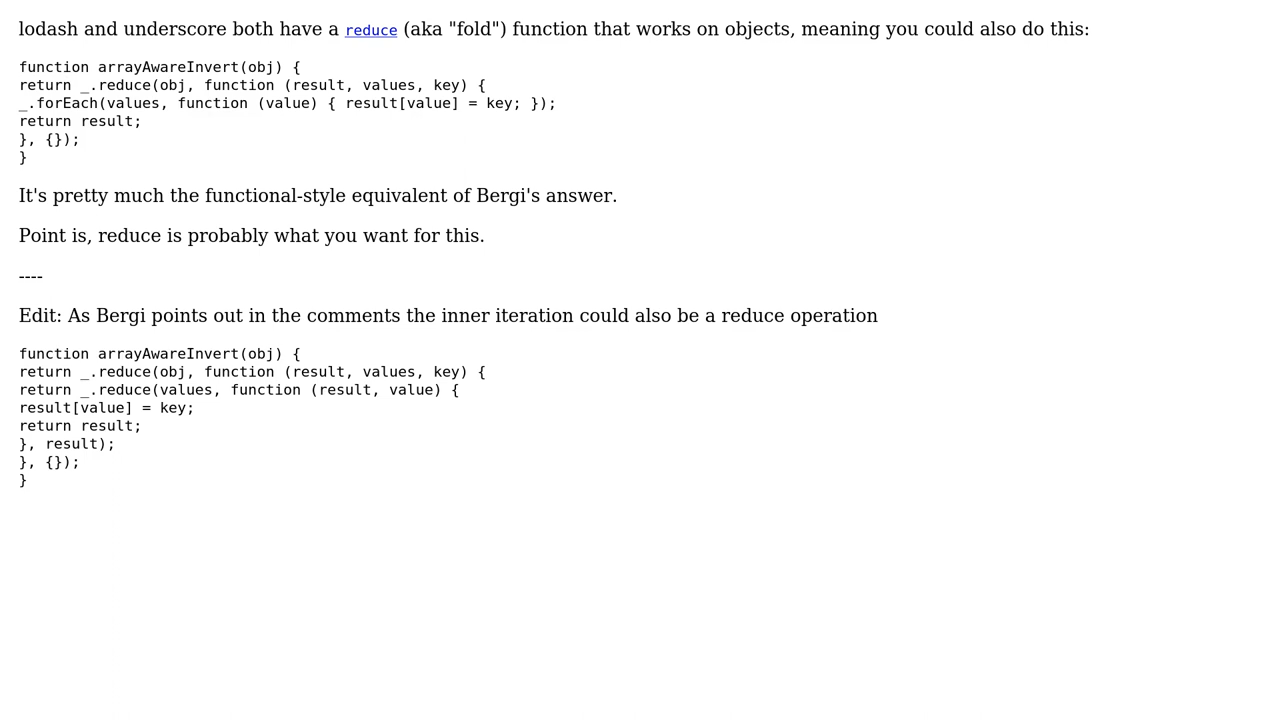 lodash and underscore both have a reduce (aka "fold") function that works on objects, meaning you could also do this:
function arrayAwareInvert(obj) {
return _.reduce(obj, function (result, values, key) {
_.forEach(values, function (value) { result[value] = key; });
return result;
}, {});
}
It's pretty much the functional-style equivalent of Bergi's answer.
Point is, reduce is probably what you want for this.
----
Edit: As Bergi points out in the comments the inner iteration could also be a reduce operation
function arrayAwareInvert(obj) {
return _.reduce(obj, function (result, values, key) {
return _.reduce(values, function (result, value) {
result[value] = key;
return result;
}, result);
}, {});
}